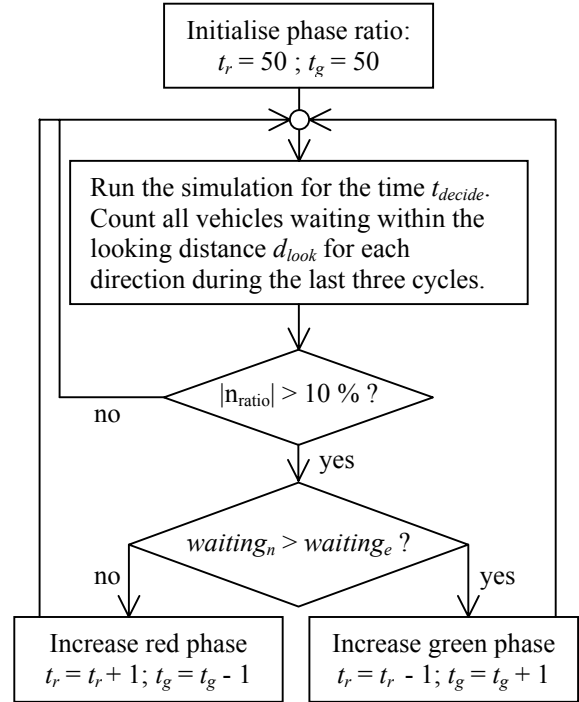 Initialise phase ratio:
t_r = 50 ; t_g = 50
Run the simulation for the time t_decide.
Count all vehicles waiting within the
looking distance d_look for each
direction during the last three cycles.
|n_ratio| > 10 % ?
no
yes
waiting_n > waiting_e ?
no
yes
Increase red phase
t_r = t_r + 1; t_g = t_g - 1
Increase green phase
t_r = t_r - 1; t_g = t_g + 1